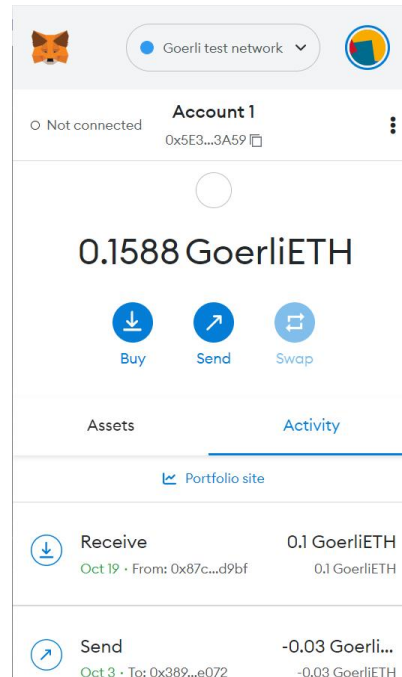 Goerli test network
Not connected
Account 1
0x5E3...3A59
0.1588 GoerliETH
Buy Send Swap
Assets Activity
Portfolio site
Receive 0.1 GoerliETH
Oct 19 · From: 0x87c...d9bf 0.1 GoerliETH
Send -0.03 Goerli...
Oct 3 · To: 0x389...e072 -0.03 GoerliETH